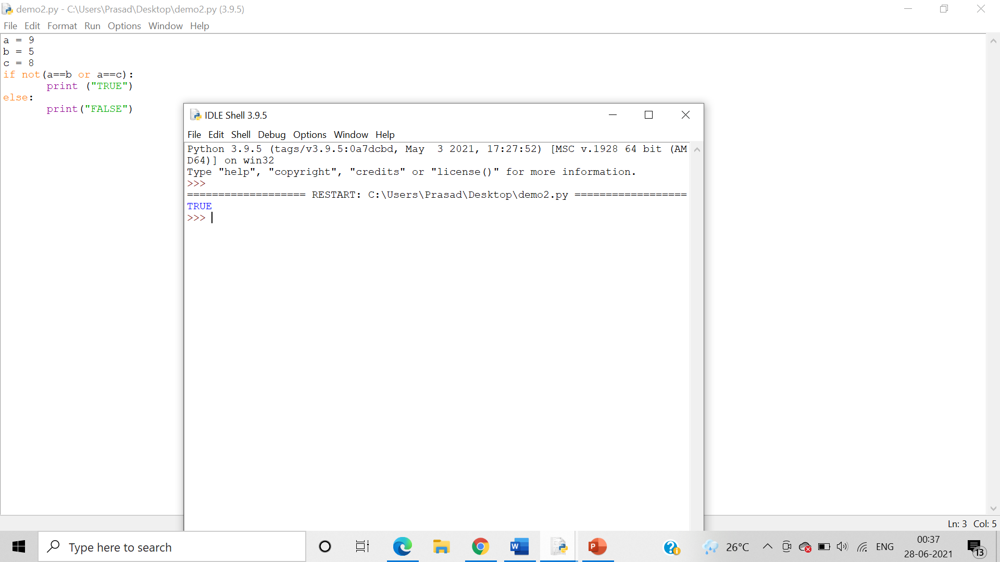 demo2.py - C:\Users\Prasad\Desktop\demo2.py (3.9.5)
File Edit Format Run Options Window Help
a = 9
b = 5
c = 8
if not(a==b or a==c):
       print ("TRUE")
else:
       print("FALSE")
IDLE Shell 3.9.5
File Edit Shell Debug Options Window Help
Python 3.9.5 (tags/v3.9.5:0a7dcbd, May  3 2021, 17:27:52) [MSC v.1928 64 bit (AM
D64)] on win32
Type "help", "copyright", "credits" or "license()" for more information.
>>>
=================== RESTART: C:\Users\Prasad\Desktop\demo2.py ==================
TRUE
>>>
Ln: 3 Col: 5
Type here to search
W
P
26°C
ENG
00:37
28-06-2021
13